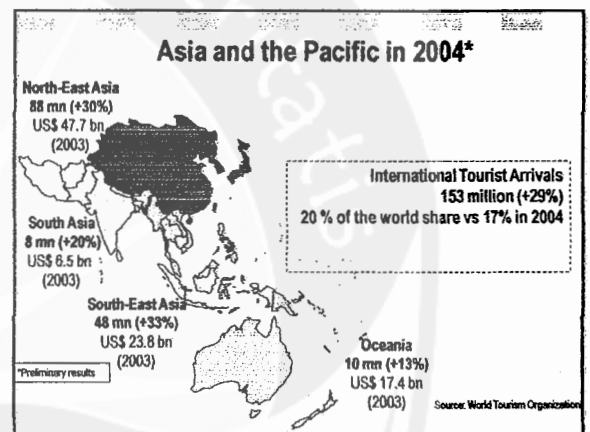 Asia and the Pacific in 2004*
North-East Asia
88 mn (+30%)
US$ 47.7 bn
(2003)
International Tourist Arrivals
153 million (+29%)
20 % of the world share vs 17% in 2004
South Asia
8 mn (+20%)
US$ 6.5 bn
(2003)
South-East Asia
48 mn (+33%)
US$ 23.8 bn
(2003)
Oceania
10 mn (+13%)
US$ 17.4 bn
(2003)
*Preliminary results
Source: World Tourism Organization